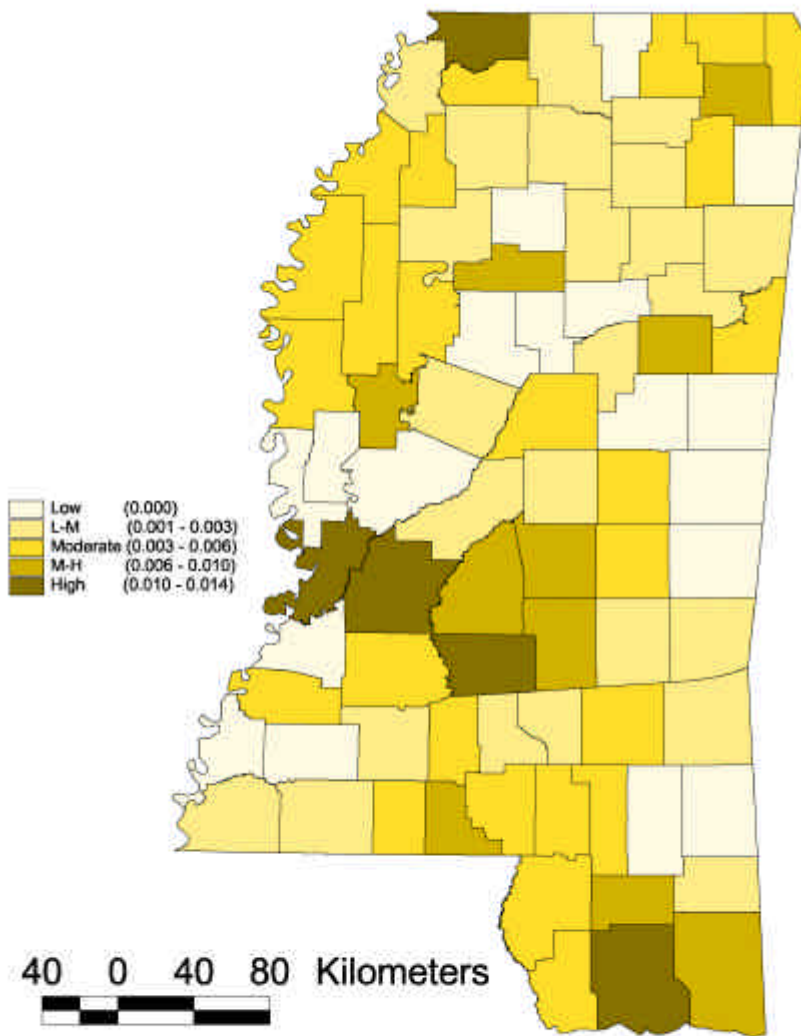 Low (0.000)
L-M (0.001 - 0.003)
Moderate (0.003 - 0.006)
M-H (0.006 - 0.010)
High (0.010 - 0.014)
40 0 40 80 Kilometers